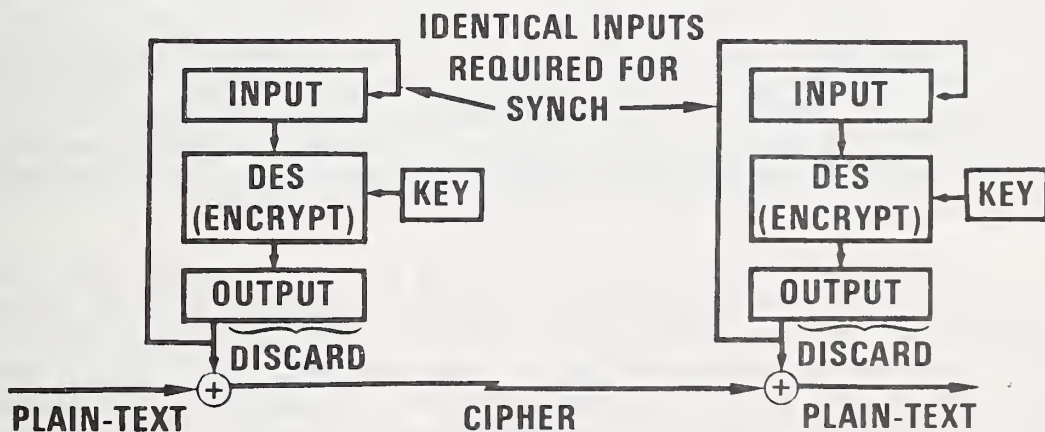 IDENTICAL INPUTS
REQUIRED FOR
SYNCH
INPUT
DES
(ENCRYPT)
KEY
OUTPUT
DISCARD
INPUT
DES
(ENCRYPT)
KEY
OUTPUT
DISCARD
PLAIN-TEXT
CIPHER
PLAIN-TEXT